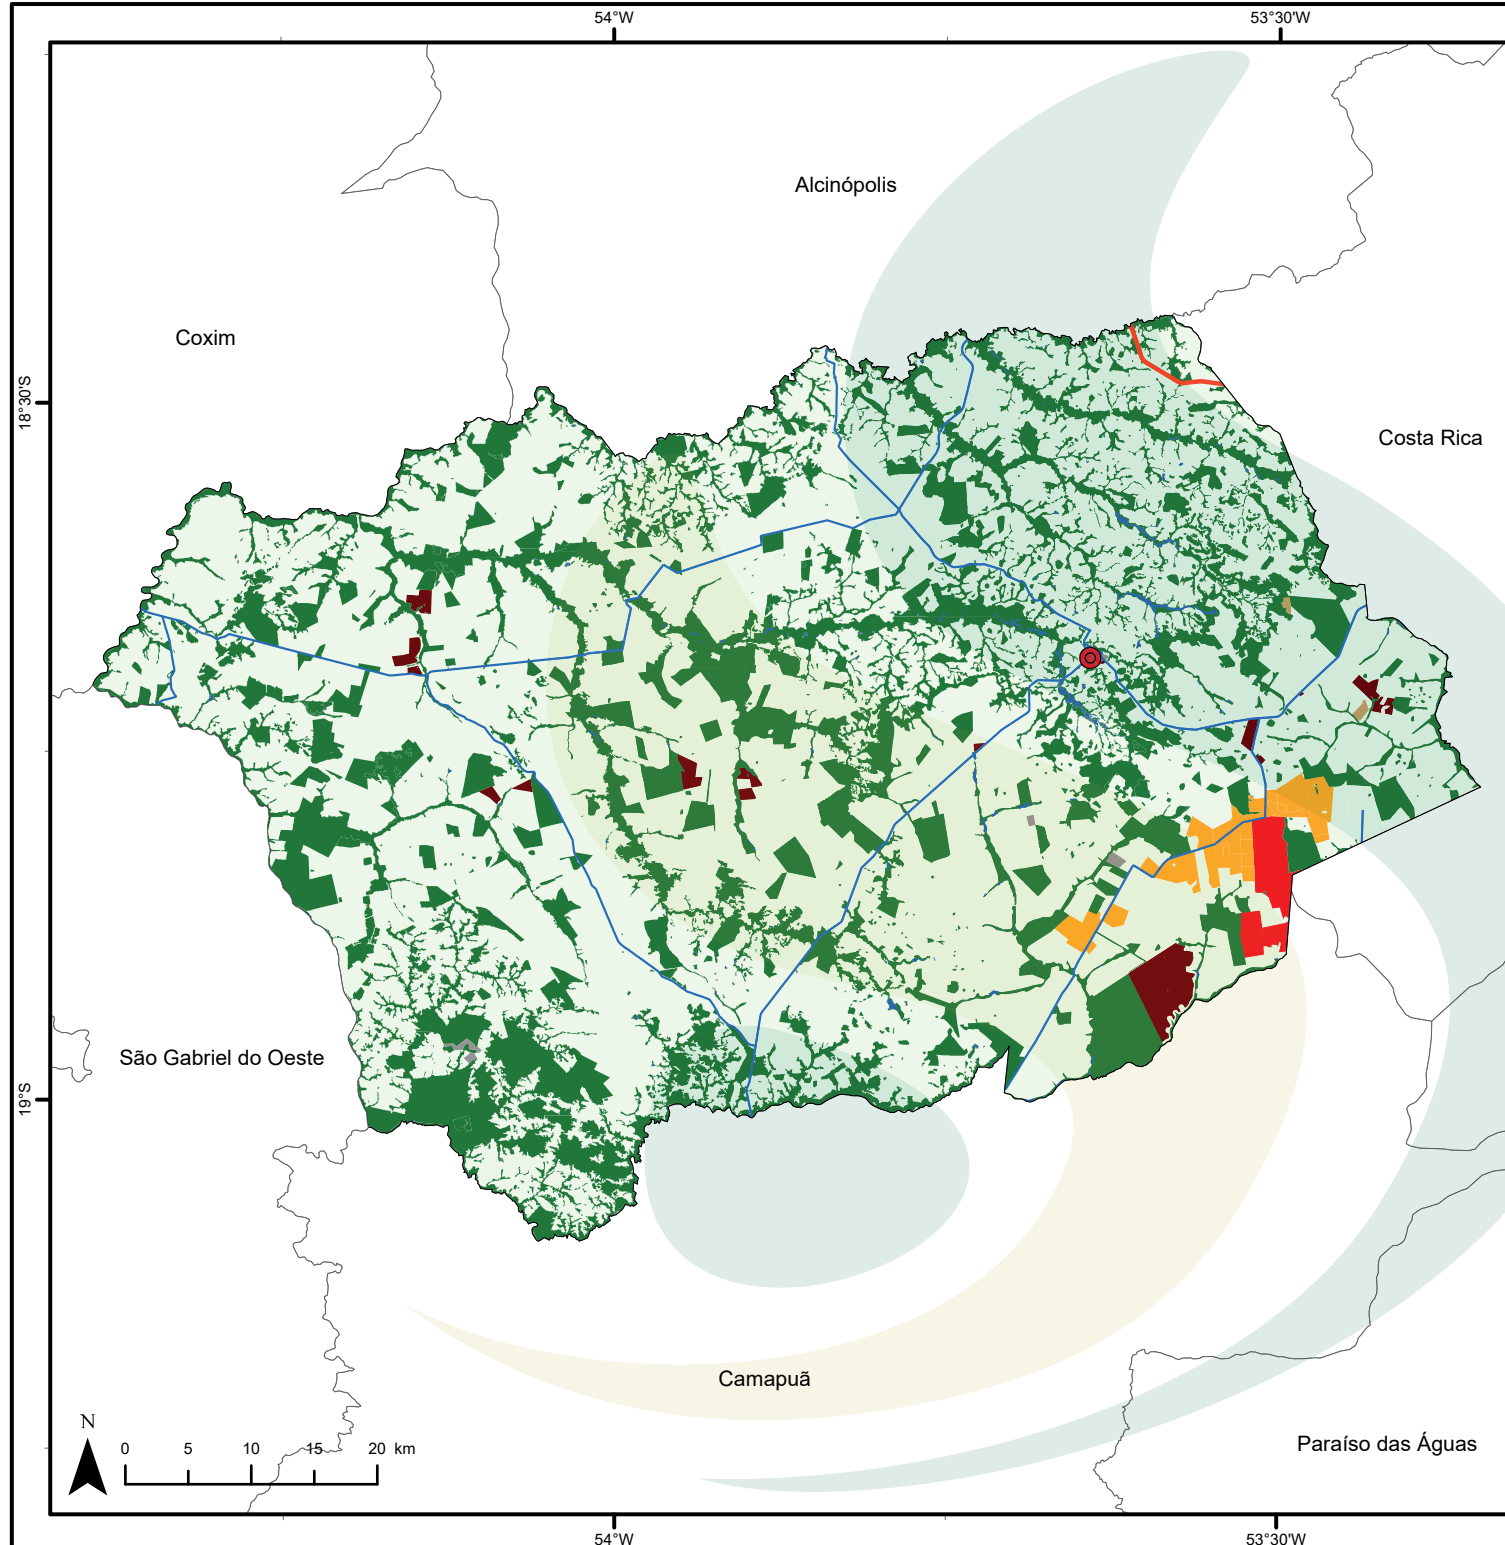 54°W
53°30'W
Alcinópolis
Coxim
18°30'S
Costa Rica
São Gabriel do Oeste
19°S
Camapuã
N
0 5 10 15 20 km
Paraíso das Águas
54°W
53°30'W